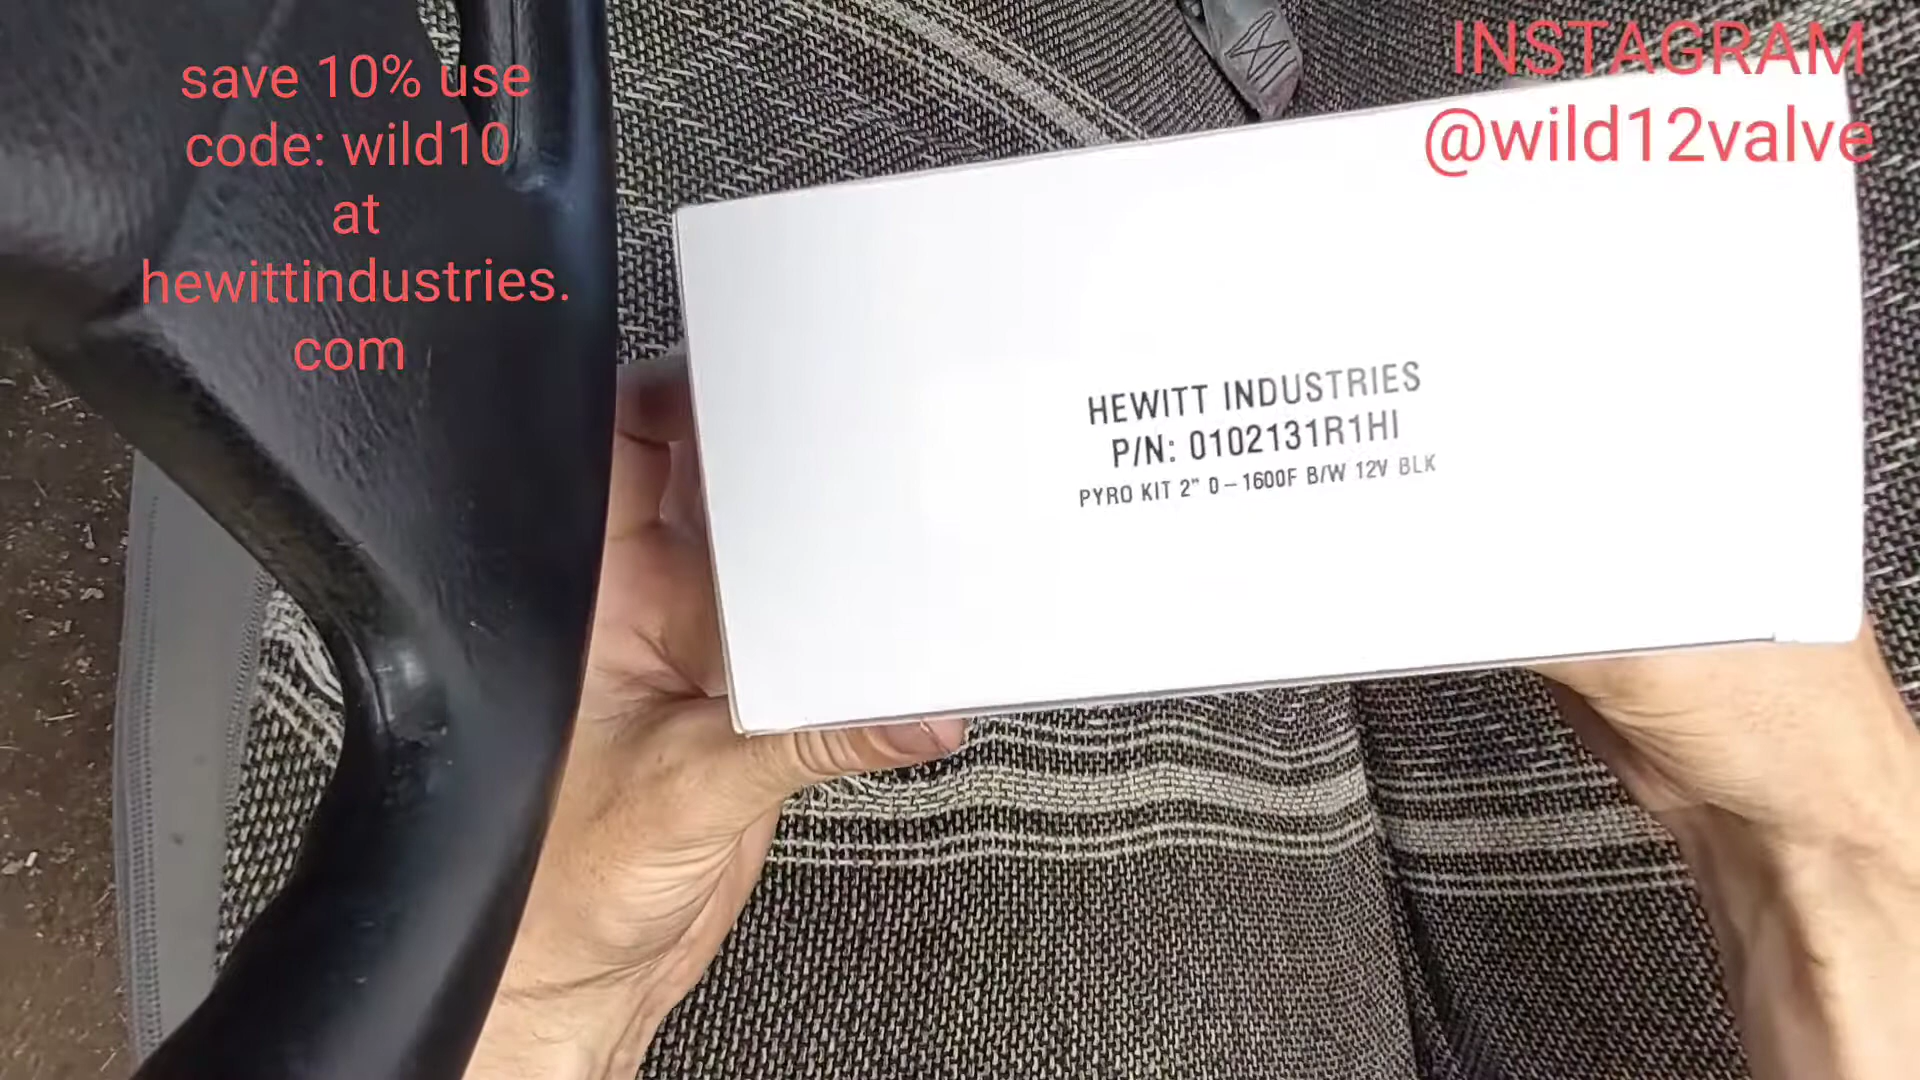 save 10% use
code: wild10
at
hewittindustries.
com
INSTAGRAM
@wild12valve
HEWITT INDUSTRIES
P/N: 0102131R1HI
PYRO KIT 2" 0-1600F B/W 12V BLK